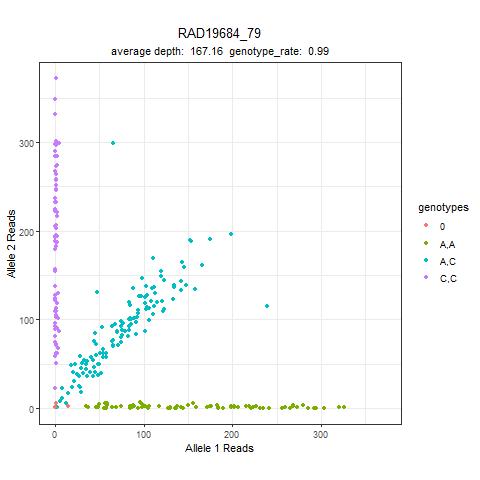 RAD19684_79
average depth:  167.16  genotype_rate:  0.99
Allele 2 Reads
300
200
100
0
0 100 200 300
Allele 1 Reads
genotypes
0
A,A
A,C
C,C